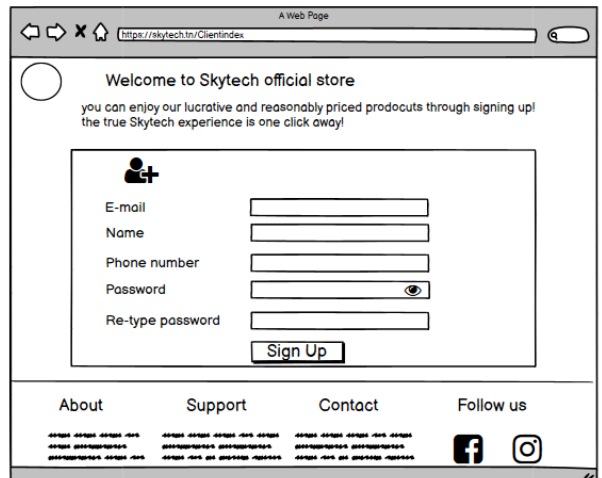 A Web Page
https://skytech.tn/Clientindex
Welcome to Skytech official store
you can enjoy our lucrative and reasonably priced prodocuts through signing up!
the true Skytech experience is one click away!
E-mail
Name
Phone number
Password
Re-type password
Sign Up
About Support Contact Follow us